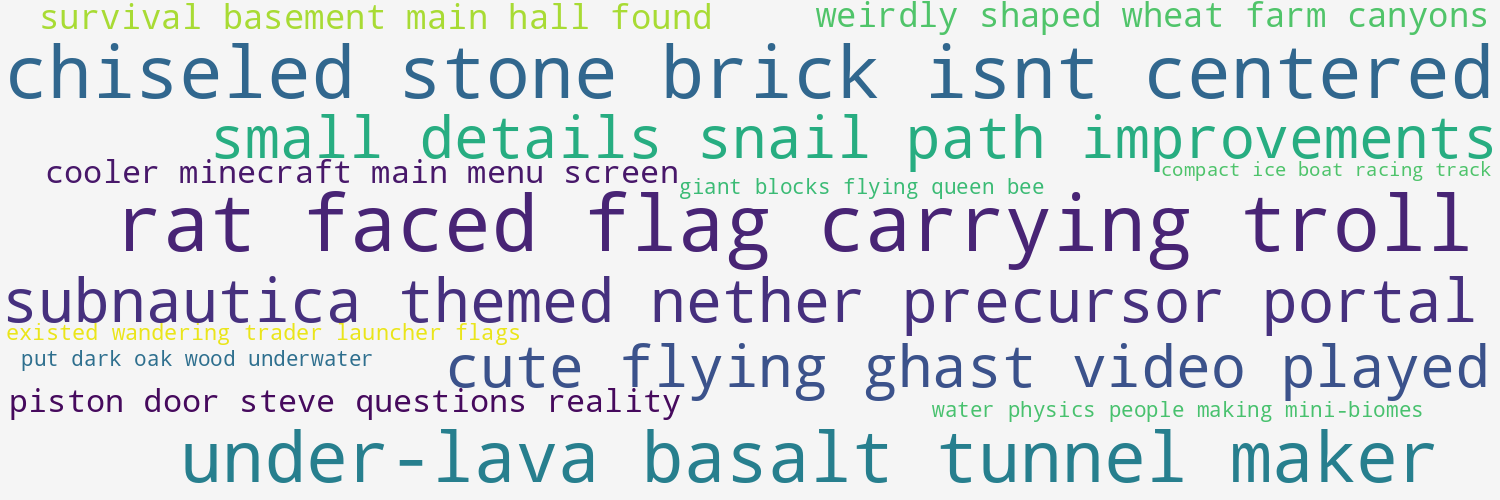 survival basement main hall found
weirdly shaped wheat farm canyons
chiseled stone brick isnt centered
small details snail path improvements
cooler minecraft main menu screen
compact ice boat racing track
giant blocks flying queen bee
rat faced flag carrying troll
subnautica themed nether precursor portal
existed wandering trader launcher flags
put dark oak wood underwater
cute flying ghast video played
piston door steve questions reality
water physics people making mini-biomes
under-lava basalt tunnel maker